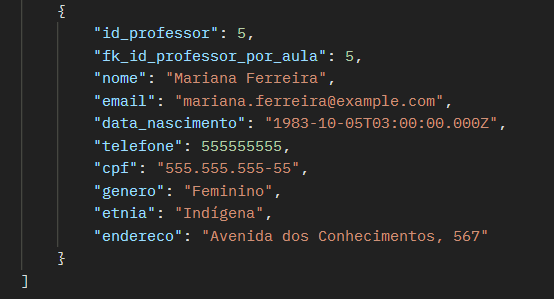 {
"id_professor": 5,
"fk_id_professor_por_aula": 5,
"nome": "Mariana Ferreira",
"email": "mariana.ferreira@example.com",
"data_nascimento": "1983-10-05T03:00:00.000Z",
"telefone": 555555555,
"cpf": "555.555.555-55",
"genero": "Feminino",
"etnia": "Indígena",
"endereco": "Avenida dos Conhecimentos, 567"
}
]